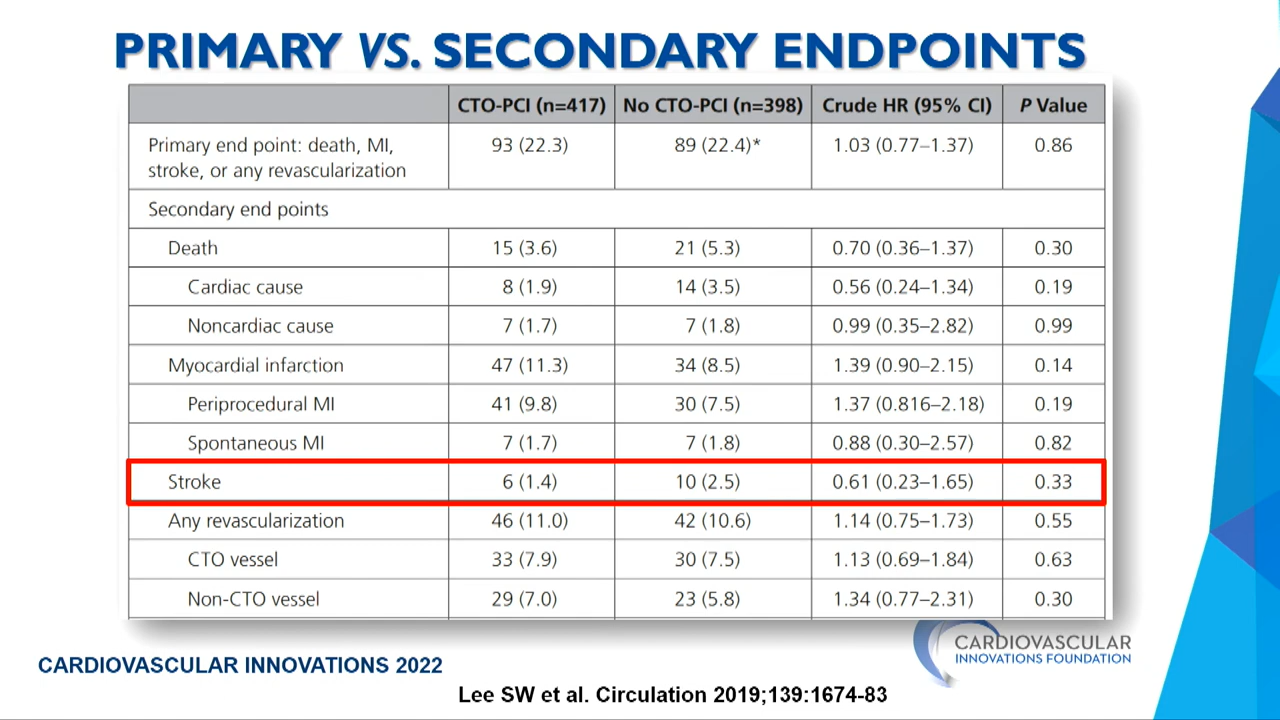 PRIMARY VS. SECONDARY ENDPOINTS
CTO-PCI (n=417) No CTO-PCI (n=398) Crude HR (95% CI) P Value
Primary end point: death, MI, stroke, or any revascularization 93 (22.3) 89 (22.4)* 1.03 (0.77–1.37) 0.86
Secondary end points
Death 15 (3.6) 21 (5.3) 0.70 (0.36–1.37) 0.30
Cardiac cause 8 (1.9) 14 (3.5) 0.56 (0.24–1.34) 0.19
Noncardiac cause 7 (1.7) 7 (1.8) 0.99 (0.35–2.82) 0.99
Myocardial infarction 47 (11.3) 34 (8.5) 1.39 (0.90–2.15) 0.14
Periprocedural MI 41 (9.8) 30 (7.5) 1.37 (0.816–2.18) 0.19
Spontaneous MI 7 (1.7) 7 (1.8) 0.88 (0.30–2.57) 0.82
Stroke 6 (1.4) 10 (2.5) 0.61 (0.23–1.65) 0.33
Any revascularization 46 (11.0) 42 (10.6) 1.14 (0.75–1.73) 0.55
CTO vessel 33 (7.9) 30 (7.5) 1.13 (0.69–1.84) 0.63
Non-CTO vessel 29 (7.0) 23 (5.8) 1.34 (0.77–2.31) 0.30
CARDIOVASCULAR
INNOVATIONS FOUNDATION
CARDIOVASCULAR INNOVATIONS 2022
Lee SW et al. Circulation 2019;139:1674-83